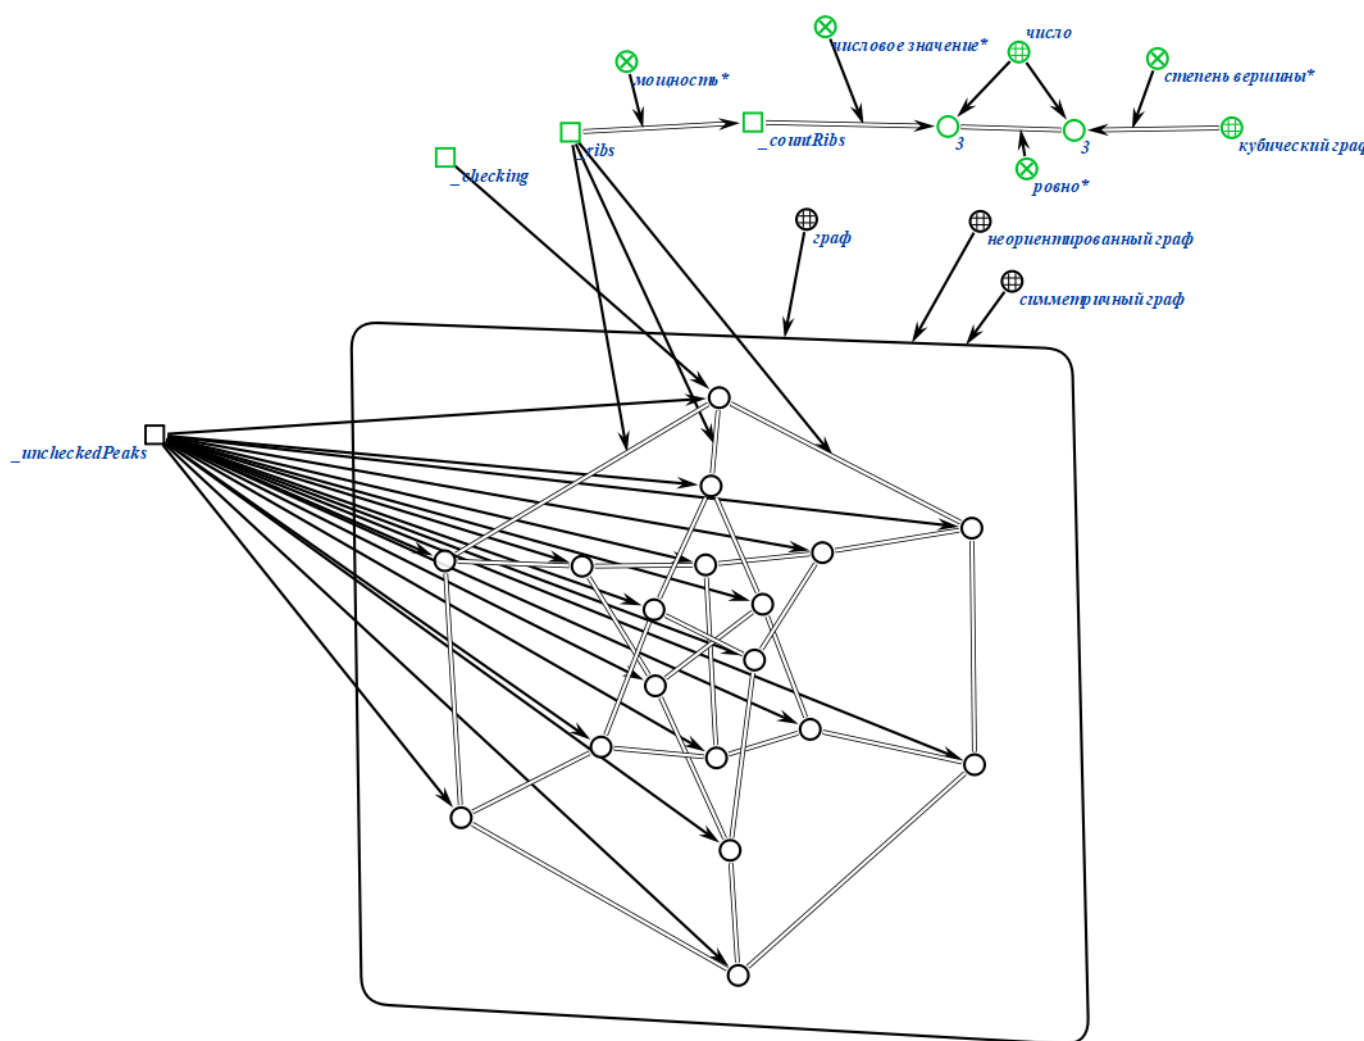 число
числовое значение*
мощность*
степень вершины*
_ribs
_countRibs
3
3
кубический граф
_checking
ровно*
граф
неориентированный граф
симметричный граф
_uncheckedPeaks